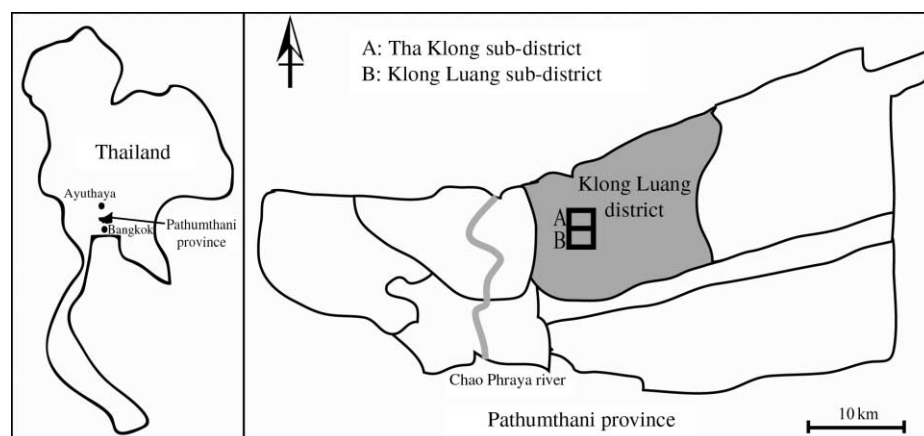 Thailand
Ayuthaya
Pathumthani
province
Bangkok
A: Tha Klong sub-district
B: Klong Luang sub-district
Klong Luang
district
A
B
Chao Phraya river
Pathumthani province
10 km